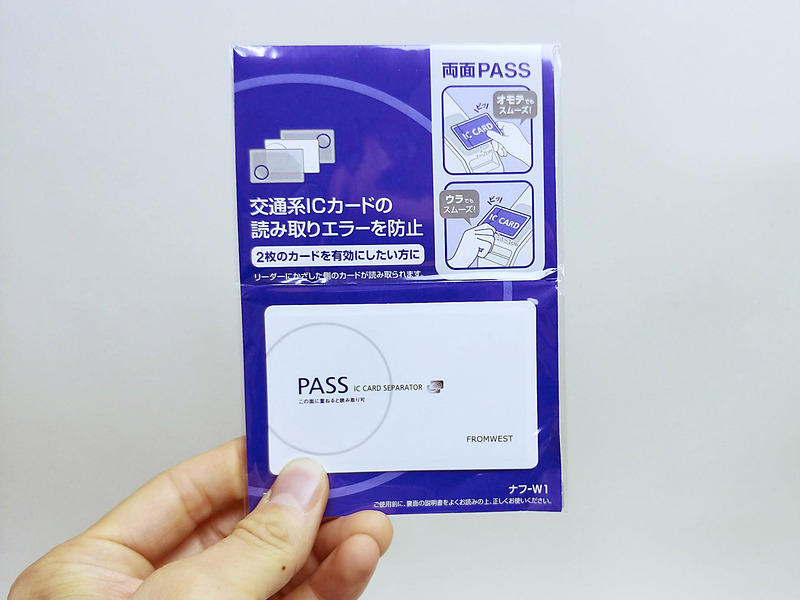 両面PASS
ピッ!
オモテでも
スムーズ!
IC CARD
ピッ!
ウラでも
スムーズ!
IC CARD
交通系ICカードの
読み取りエラーを防止
2枚のカードを有効にしたい方に
リーダーにかざした側のカードが読み取られます。
PASS IC CARD SEPARATOR
この面に重ねると読み取り可
FROMWEST
ナフ-W1
ご使用前に、裏面の説明書をよくお読みの上、正しくお使いください。